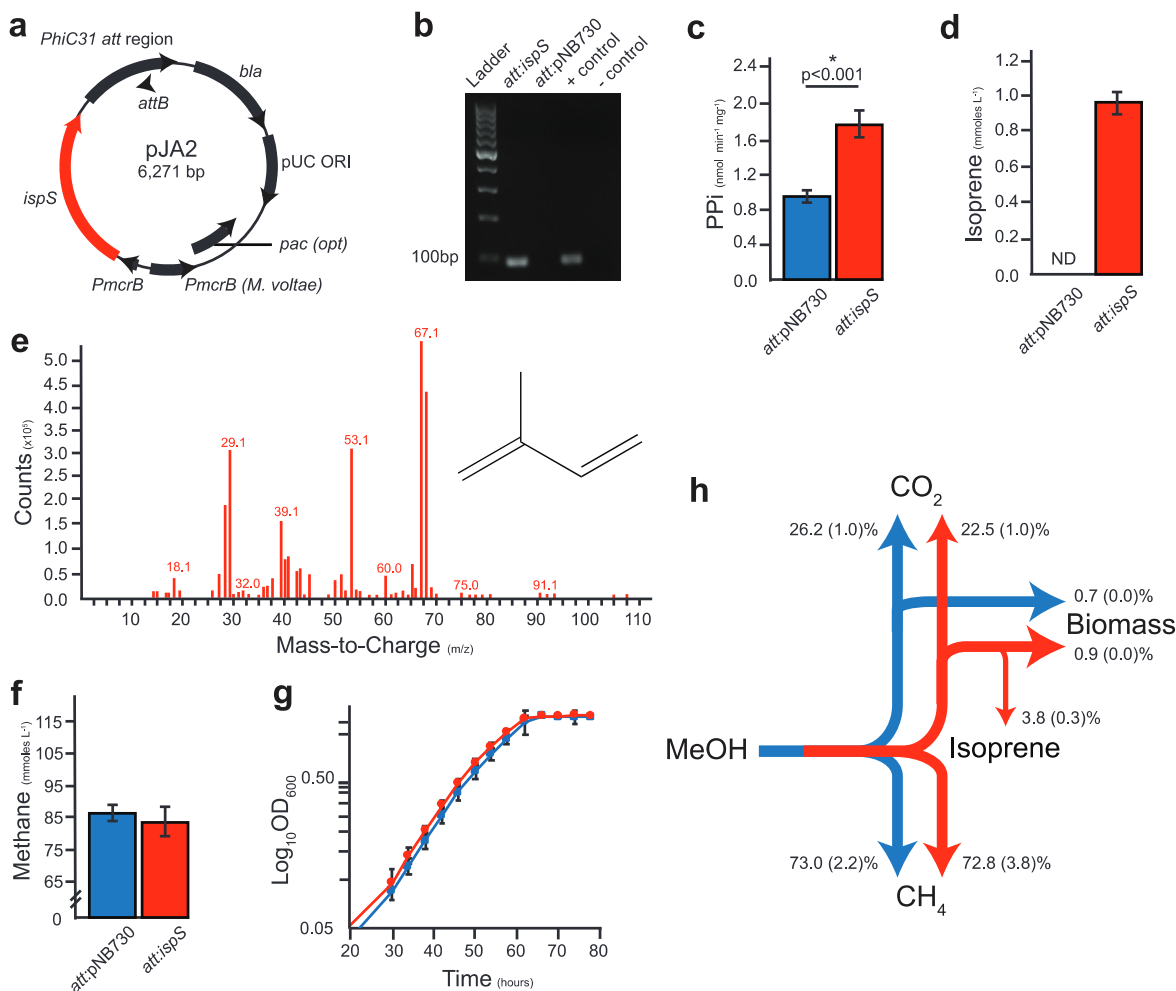 a
PhiC31 att region
bla
attB
pJA2
6,271 bp
pUC ORI
ispS
pac (opt)
PmcrB
PmcrB (M. voltae)
b
Ladder
att:ispS
att:pNB730
+ control
- control
100bp
c
PPi (nmol min-1 mg-1)
2.4
2.0
1.6
1.2
0.8
0.4
0.0
*
p<0.001
att:pNB730
att:ispS
d
Isoprene (mmoles L-1)
1.2
1.0
0.8
0.6
0.4
0.2
0.0
ND
att:pNB730
att:ispS
e
Counts (x10⁵)
5.0
4.5
4.0
3.5
3.0
2.5
2.0
1.5
1.0
0.5
0.0
18.1
29.1
32.0
39.1
53.1
60.0
67.1
75.0
91.1
10 20 30 40 50 60 70 80 90 100 110
Mass-to-Charge (m/z)
f
Methane (mmoles L-1)
115
105
95
85
75
65
0
att:pNB730
att:ispS
g
Log₁₀OD₆₀₀
0.50
0.05
20 30 40 50 60 70 80
Time (hours)
h
CO₂
26.2 (1.0)%
22.5 (1.0)%
0.7 (0.0)%
Biomass
0.9 (0.0)%
3.8 (0.3)%
MeOH
Isoprene
73.0 (2.2)%
72.8 (3.8)%
CH₄